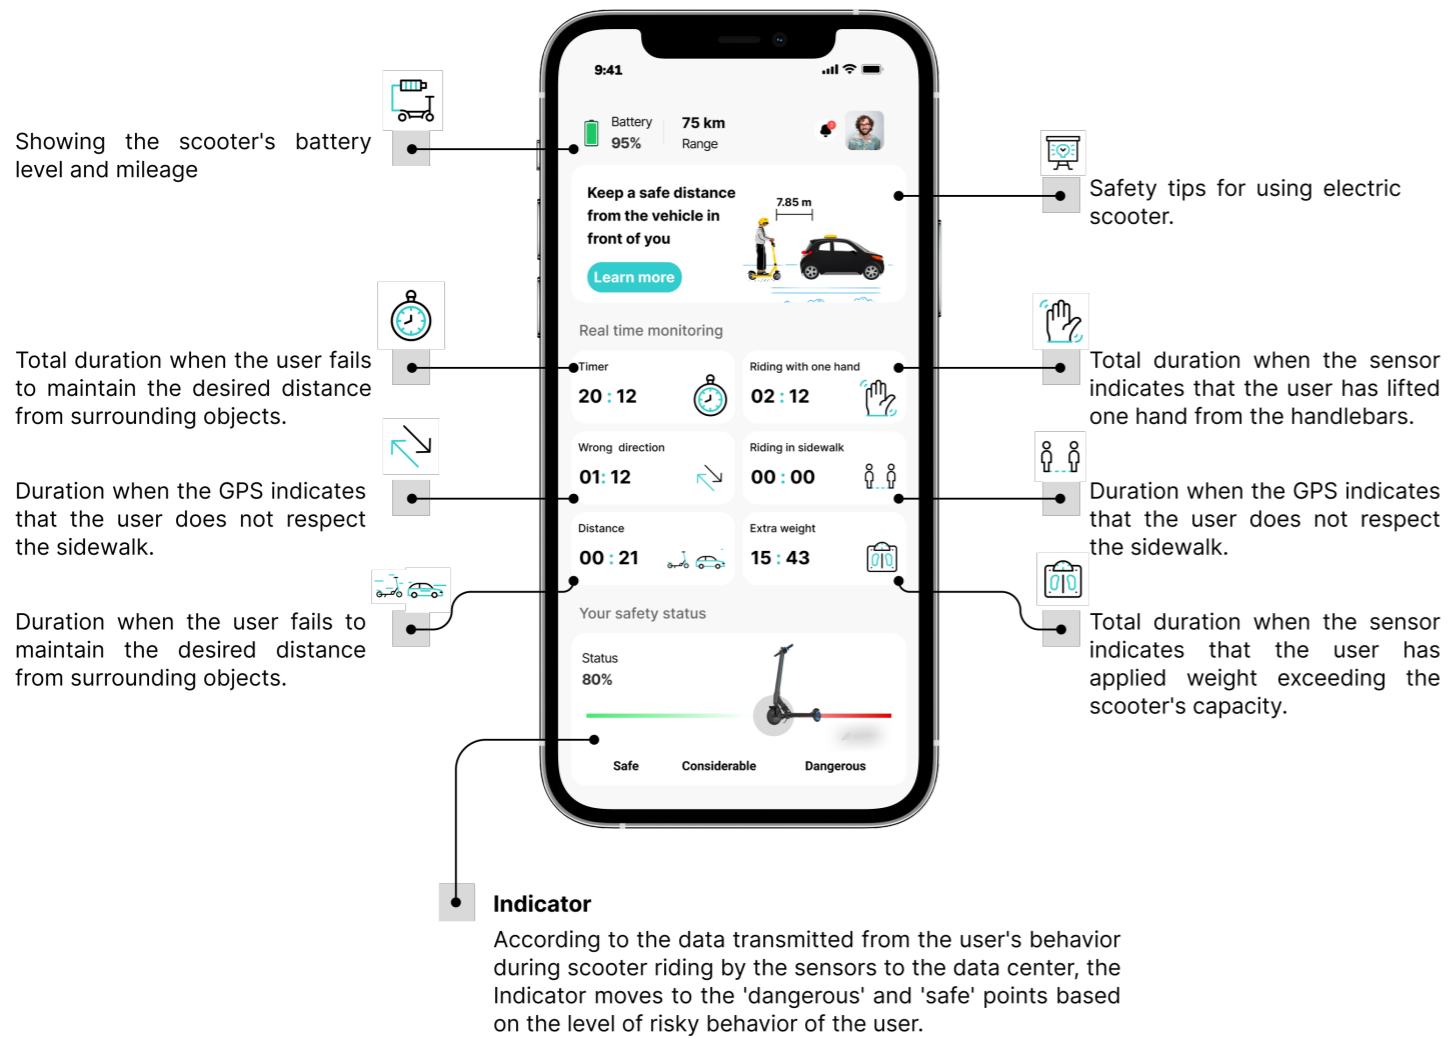 9:41
Battery
95%
75 km
Range
Showing the scooter's battery
level and mileage
Safety tips for using electric
scooter.
Keep a safe distance
from the vehicle in
front of you
7.85 m
Learn more
Real time monitoring
Total duration when the user fails
to maintain the desired distance
from surrounding objects.
Timer
20 : 12
Riding with one hand
02 : 12
Total duration when the sensor
indicates that the user has lifted
one hand from the handlebars.
Duration when the GPS indicates
that the user does not respect
the sidewalk.
Wrong direction
01: 12
Riding in sidewalk
00 : 00
Duration when the GPS indicates
that the user does not respect
the sidewalk.
Distance
00 : 21
Extra weight
15 : 43
Duration when the user fails to
maintain the desired distance
from surrounding objects.
Total duration when the sensor
indicates that the user has
applied weight exceeding the
scooter's capacity.
Your safety status
Status
80%
Safe
Considerable
Dangerous
Indicator
According to the data transmitted from the user's behavior
during scooter riding by the sensors to the data center, the
Indicator moves to the 'dangerous' and 'safe' points based
on the level of risky behavior of the user.